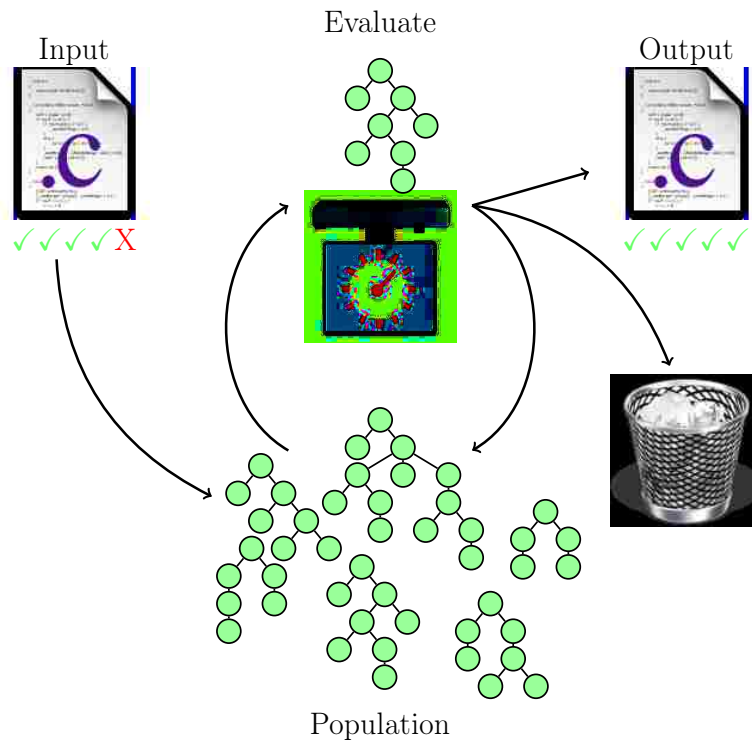 Evaluate
Input
Output
.C
.C
✓✓✓✓X
✓✓✓✓✓
Population